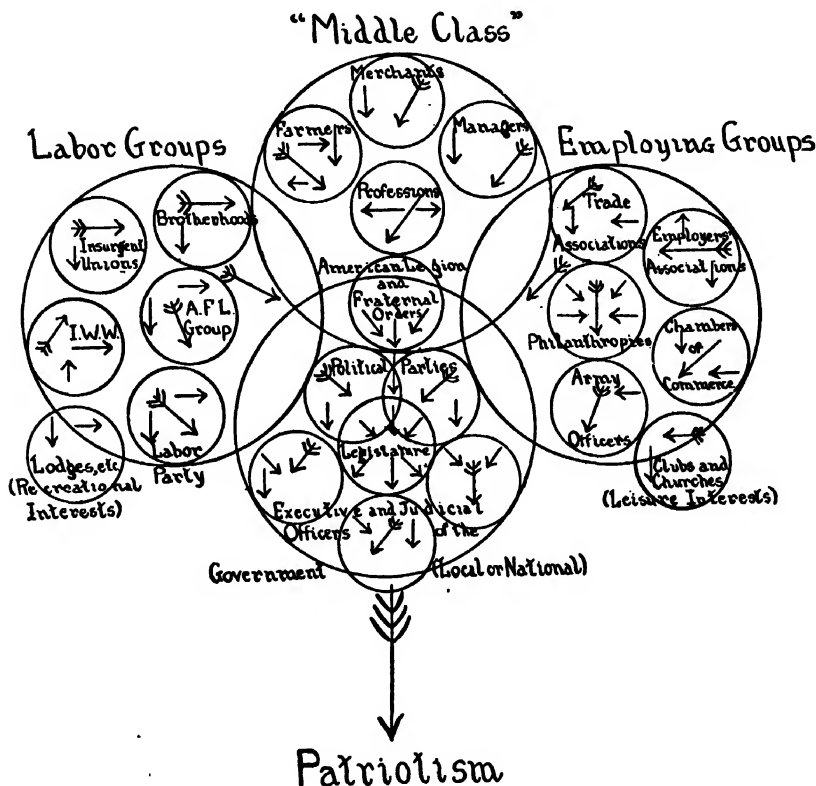 “Middle Class”
Merchants
Farmers
Managers
Professions
Labor Groups
Employing Groups
Brotherhoods
Insurgent
Unions
A.F.L.
Group
I.W.W.
Labor
Party
Lodges, etc.
(Recreational
Interests)
Trade
Associations
Employers'
Associations
Philanthropies
Chambers
of
Commerce
Army
Officers
Clubs and
Churches
(Leisure Interests)
American Legion
and
Fraternal
Orders
Political Parties
Legislature
Executive and Judicial
Officers of the
Government (Local or National)
Patriotism